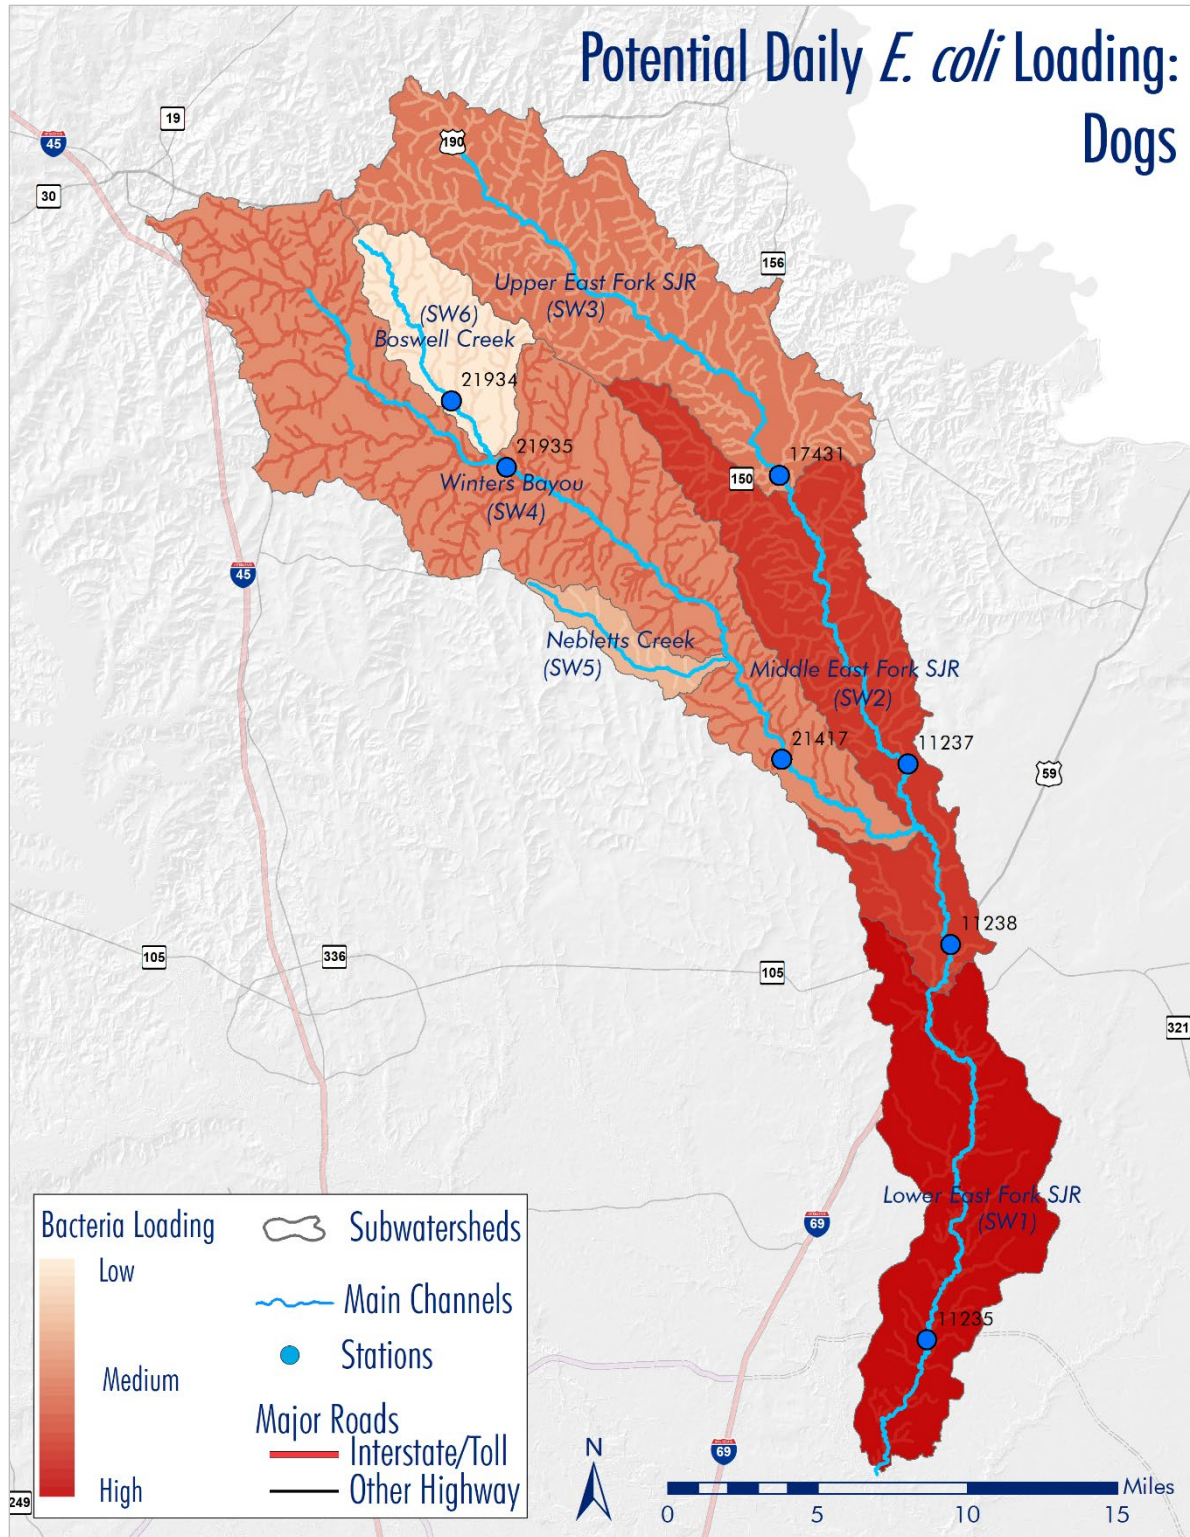 Potential Daily E. coli Loading:
Dogs
19
45
190
30
156
Upper East Fork SJR
(SW3)
(SW6)
Boswell Creek
21934
21935
17431
150
Winters Bayou
(SW4)
45
Nebletts Creek
(SW5)
Middle East Fork SJR
(SW2)
21417
11237
59
11238
105
336
105
321
Lower East Fork SJR
(SW1)
69
11235
69
249
Bacteria Loading
Low
Medium
High
Subwatersheds
Main Channels
Stations
Major Roads
Interstate/Toll
Other Highway
N
Miles
0 5 10 15